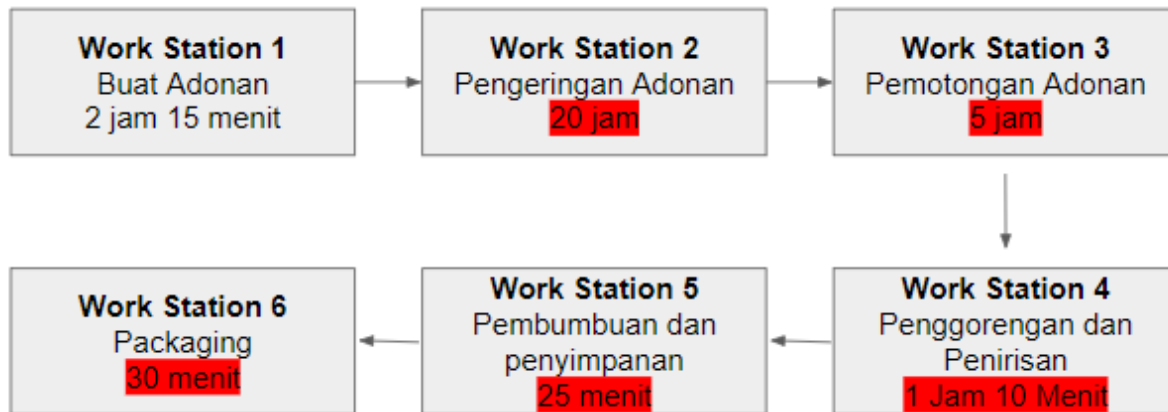 Work Station 1
Buat Adonan
2 jam 15 menit
Work Station 2
Pengeringan Adonan
20 jam
Work Station 3
Pemotongan Adonan
5 jam
Work Station 4
Penggorengan dan
Penirisan
1 Jam 10 Menit
Work Station 5
Pembumbuan dan
penyimpanan
25 menit
Work Station 6
Packaging
30 menit